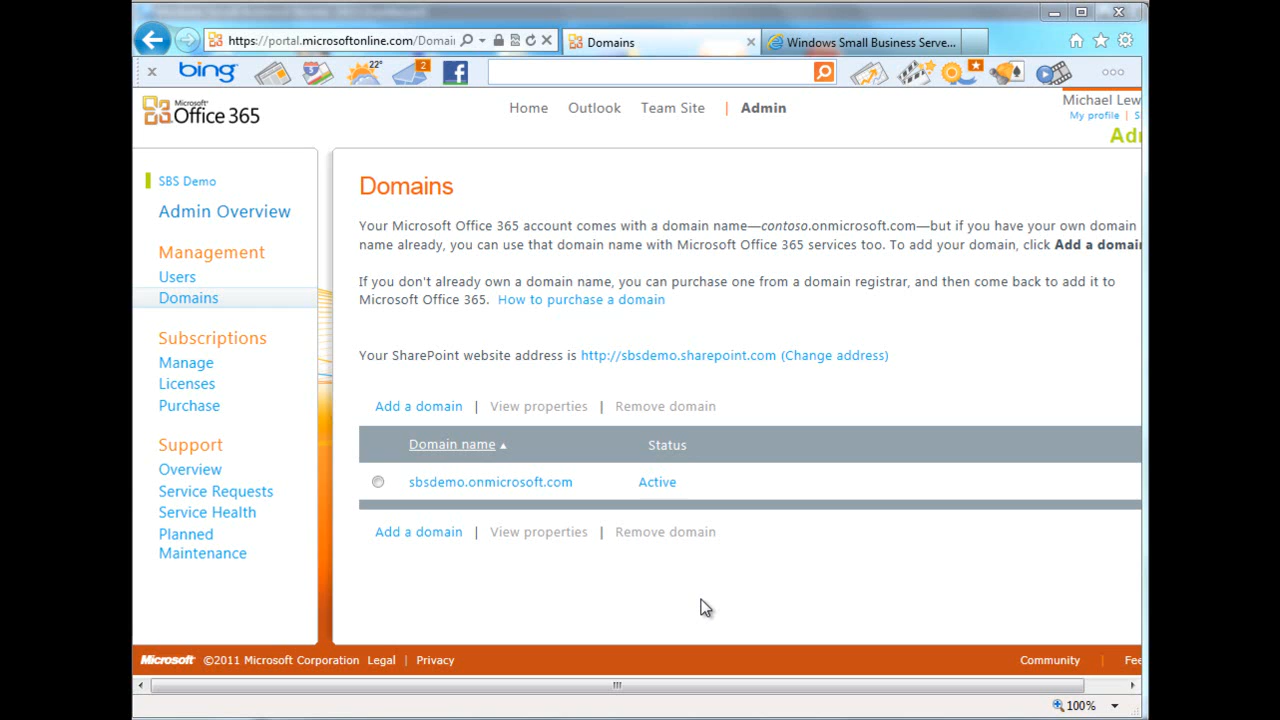 https://portal.microsoftonline.com/Domai
Domains
Windows Small Business Serve...
bing
22°
2
Microsoft
Office 365
Home
Outlook
Team Site
|
Admin
Michael Lew
My profile | S
Adr
SBS Demo
Admin Overview
Management
Users
Domains
Subscriptions
Manage
Licenses
Purchase
Support
Overview
Service Requests
Service Health
Planned
Maintenance
Domains
Your Microsoft Office 365 account comes with a domain name—contoso.onmicrosoft.com—but if you have your own domain
name already, you can use that domain name with Microsoft Office 365 services too. To add your domain, click Add a domain
If you don't already own a domain name, you can purchase one from a domain registrar, and then come back to add it to
Microsoft Office 365. How to purchase a domain
Your SharePoint website address is http://sbsdemo.sharepoint.com (Change address)
Add a domain | View properties | Remove domain
Domain name Status
sbsdemo.onmicrosoft.com Active
Add a domain | View properties | Remove domain
Microsoft ©2011 Microsoft Corporation Legal | Privacy
Community | Fee
100%